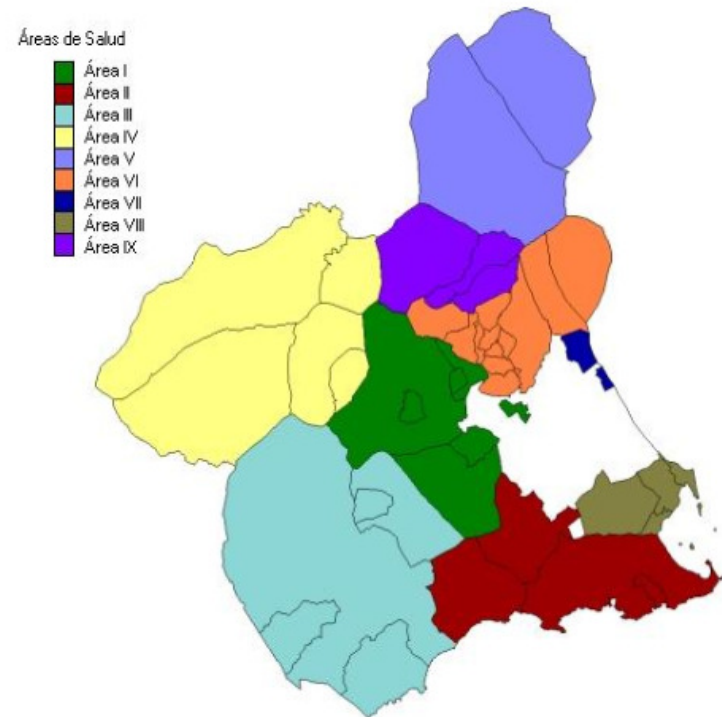 Áreas de Salud
Área I
Área II
Área III
Área IV
Área V
Área VI
Área VII
Área VIII
Área IX